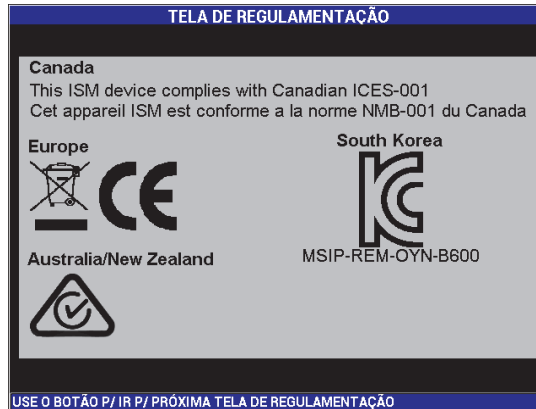 TELA DE REGULAMENTAÇÃO
Canada
This ISM device complies with Canadian ICES-001
Cet appareil ISM est conforme a la norme NMB-001 du Canada
Europe
CE
South Korea
KC
MSIP-REM-OYN-B600
Australia/New Zealand
USE O BOTÃO P/ IR P/ PRÓXIMA TELA DE REGULAMENTAÇÃO